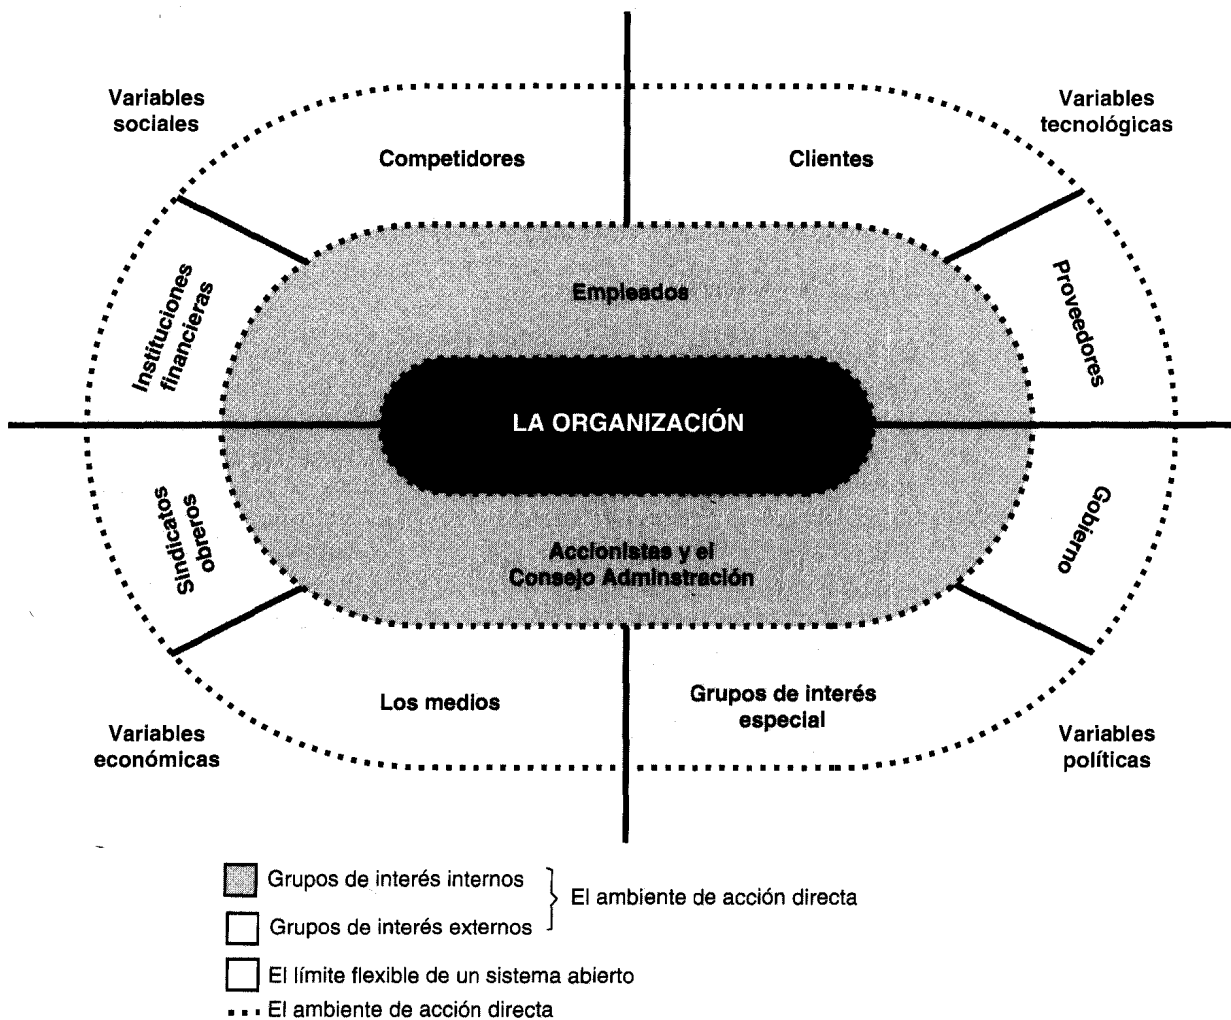 Variables
sociales
Variables
tecnológicas
Competidores
Clientes
Instituciones
financieras
Empleados
Proveedores
LA ORGANIZACIÓN
Sindicatos
obreros
Accionistas y el
Consejo Adminstración
Gobierno
Los medios
Grupos de interés
especial
Variables
económicas
Variables
políticas
Grupos de interés internos
El ambiente de acción directa
Grupos de interés externos
El límite flexible de un sistema abierto
El ambiente de acción directa